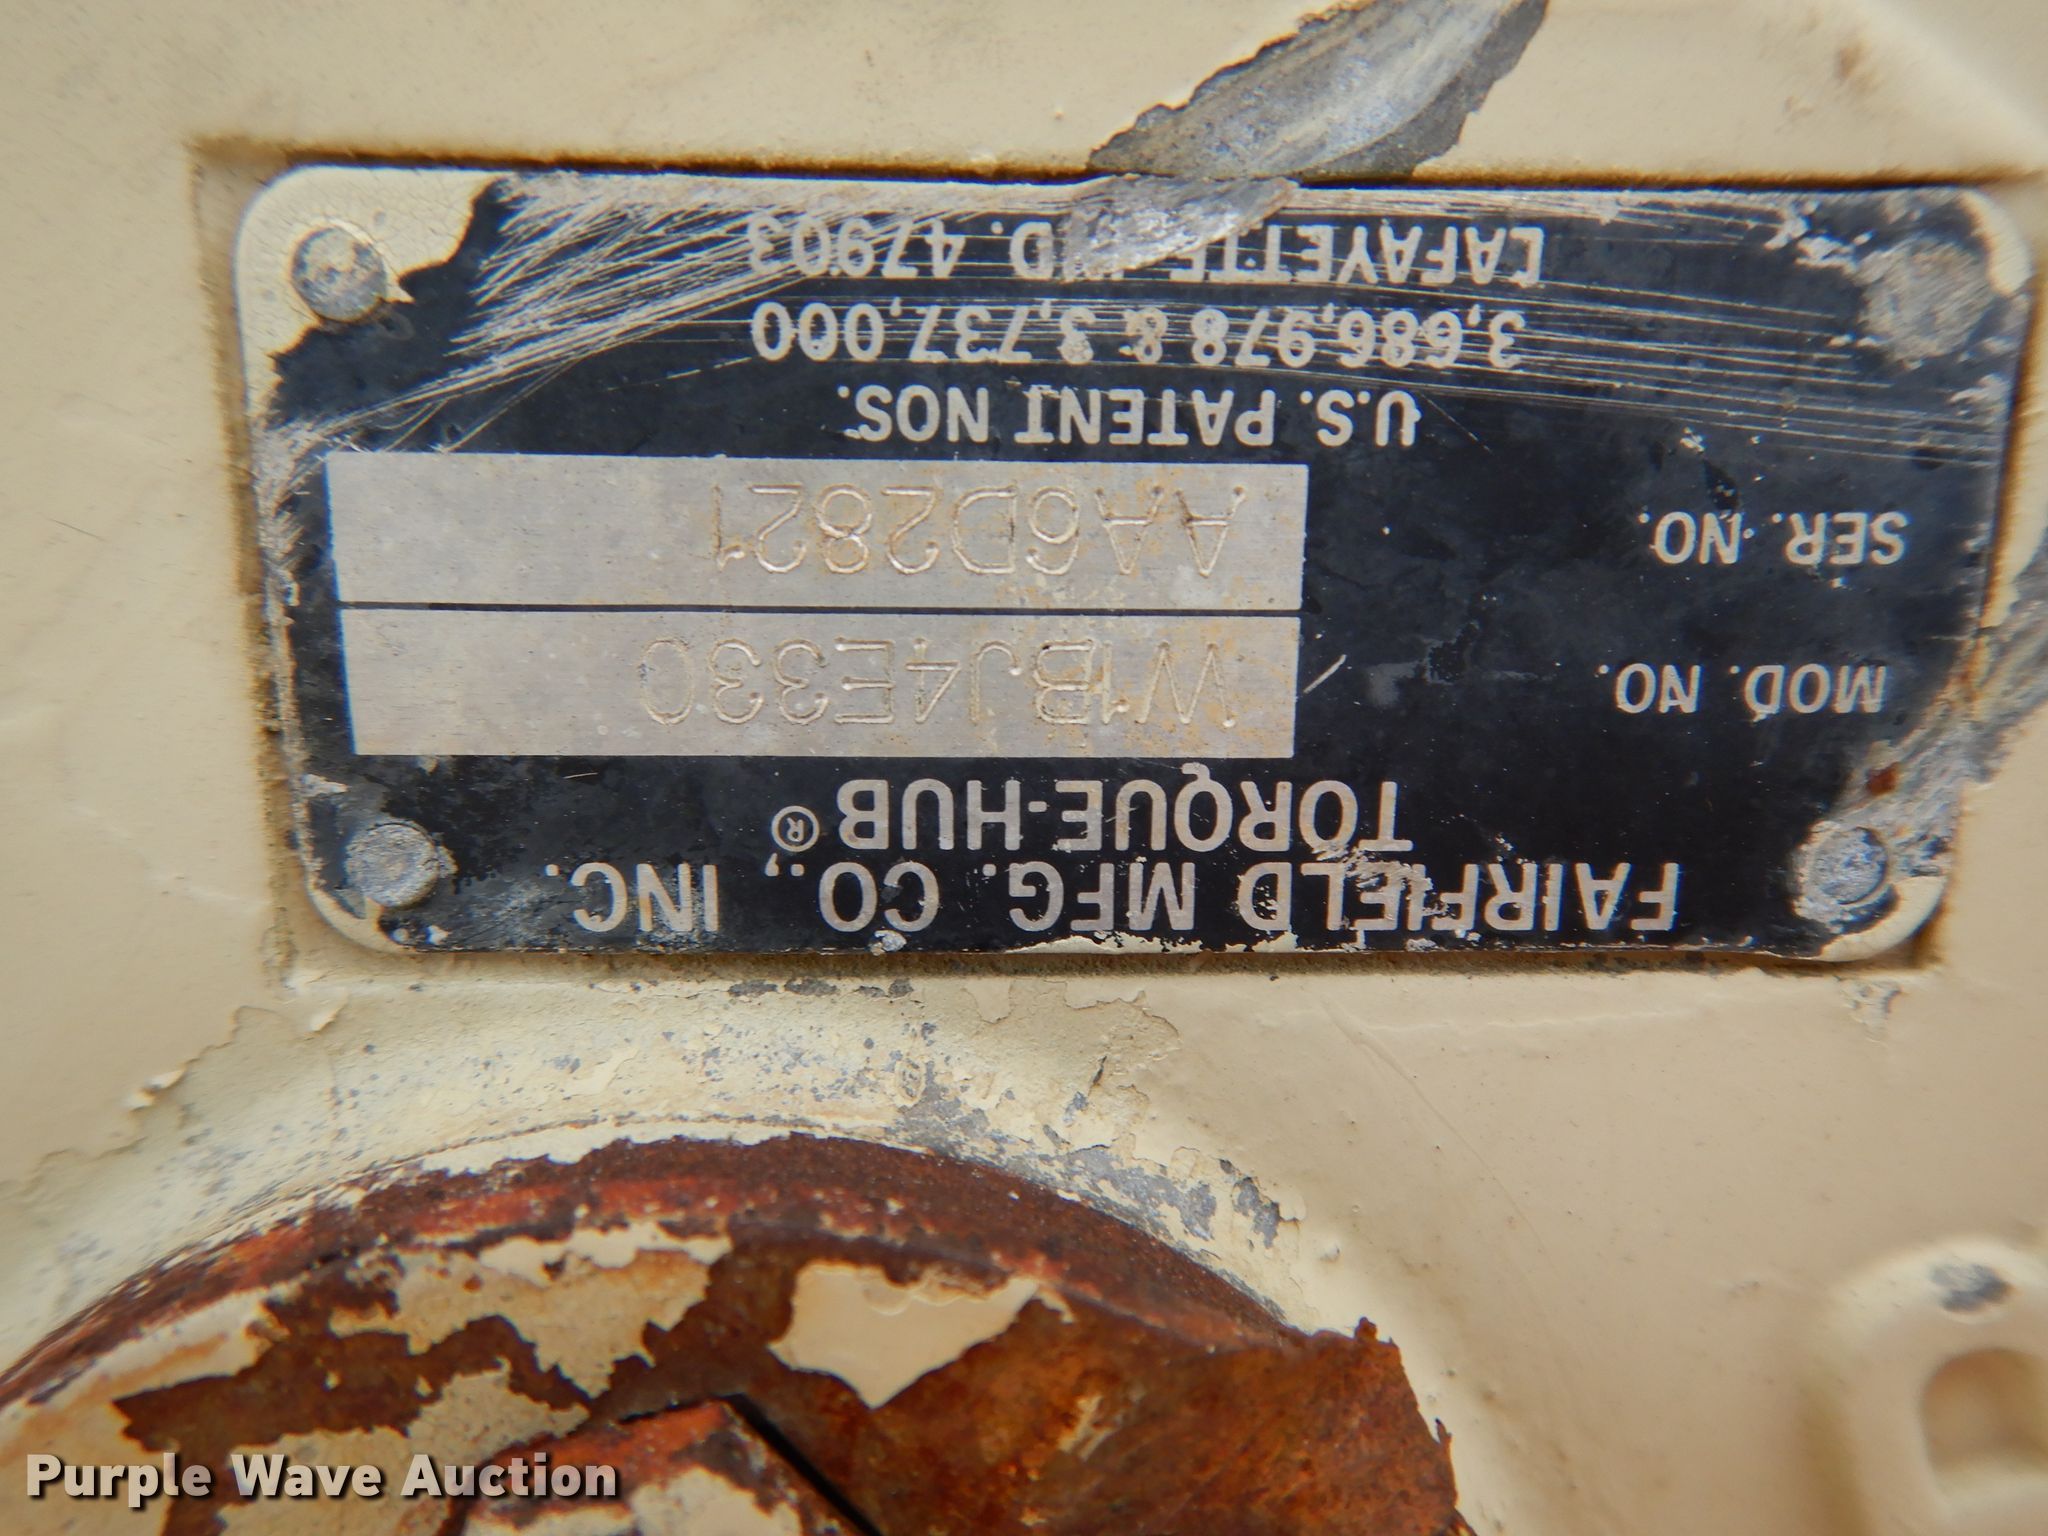 FAIRFIELD MFG. CO., INC.
TORQUE-HUB®
MOD. NO. W1BJ4E330
SER. NO. AA6D2821
U.S. PATENT NOS.
3,686,978 & 3,737,000
LAFAYETTE IND. 47903
Purple Wave Auction